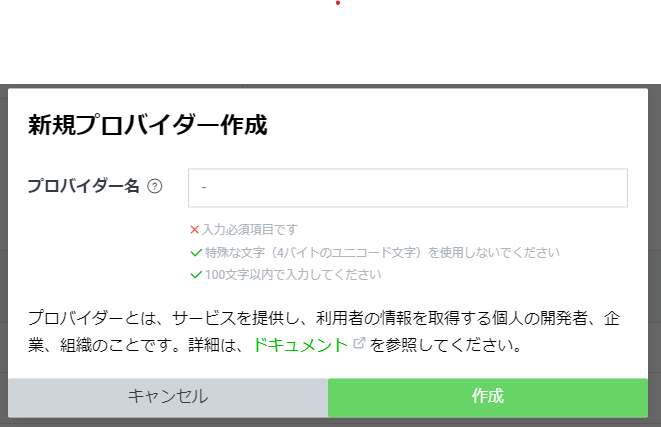 新規プロバイダー作成
プロバイダー名 ?
-
入力必須項目です
特殊な文字（4バイトのユニコード文字）を使用しないでください
100文字以内で入力してください
プロバイダーとは、サービスを提供し、利用者の情報を取得する個人の開発者、企
業、組織のことです。詳細は、ドキュメント を参照してください。
キャンセル
作成